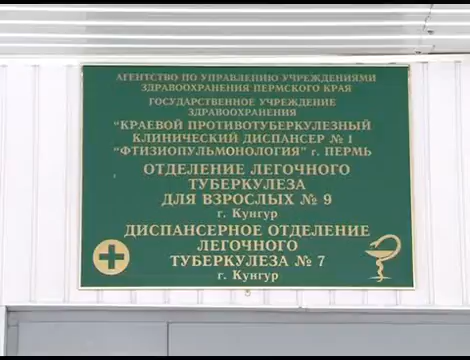 АГЕНТСТВО ПО УПРАВЛЕНИЮ УЧРЕЖДЕНИЯМИ
ЗДРАВООХРАНЕНИЯ ПЕРМСКОГО КРАЯ
ГОСУДАРСТВЕННОЕ УЧРЕЖДЕНИЕ
ЗДРАВООХРАНЕНИЯ
"КРАЕВОЙ ПРОТИВОТУБЕРКУЛЕЗНЫЙ
КЛИНИЧЕСКИЙ ДИСПАНСЕР № 1
"ФТИЗИОПУЛЬМОНОЛОГИЯ" г. ПЕРМЬ
ОТДЕЛЕНИЕ ЛЕГОЧНОГО
ТУБЕРКУЛЕЗА
ДЛЯ ВЗРОСЛЫХ № 9
г. Кунгур
ДИСПАНСЕРНОЕ ОТДЕЛЕНИЕ
ЛЕГОЧНОГО
ТУБЕРКУЛЕЗА № 7
г. Кунгур